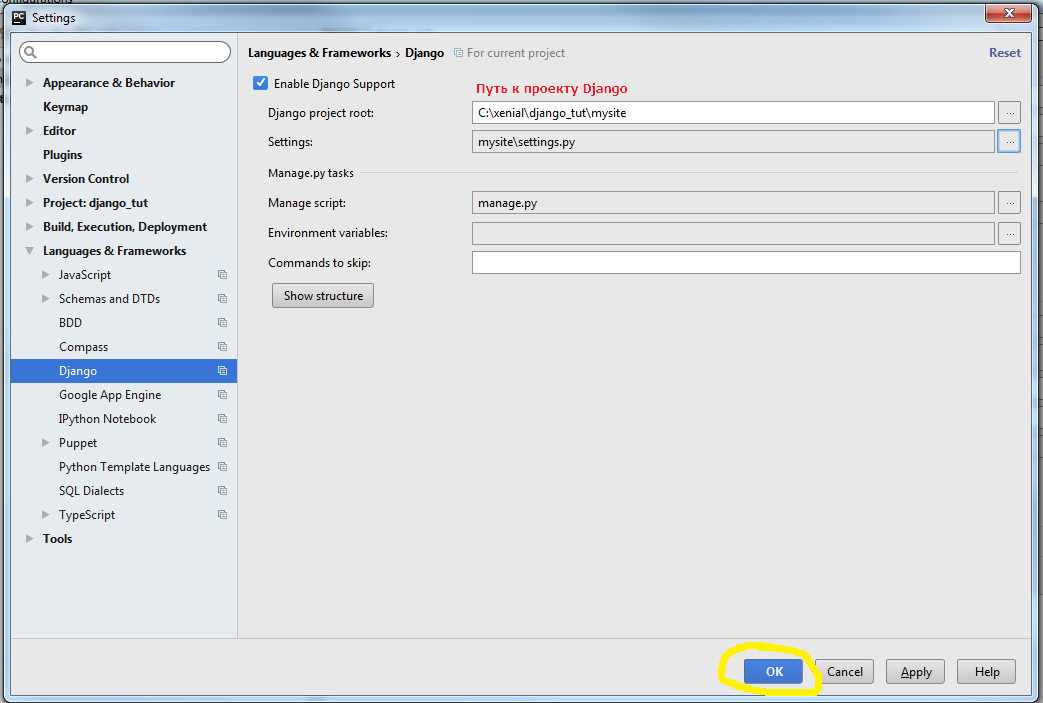 PC Settings
Languages & Frameworks › Django For current project Reset
Appearance & Behavior
Keymap
Editor
Plugins
Version Control
Project: django_tut
Build, Execution, Deployment
Languages & Frameworks
JavaScript
Schemas and DTDs
BDD
Compass
Django
Google App Engine
IPython Notebook
Puppet
Python Template Languages
SQL Dialects
TypeScript
Tools
Enable Django Support
Путь к проекту Django
Django project root: C:\xenial\django_tut\mysite ...
Settings: mysite\settings.py ...
Manage.py tasks
Manage script: manage.py ...
Environment variables: ...
Commands to skip:
Show structure
OK Cancel Apply Help